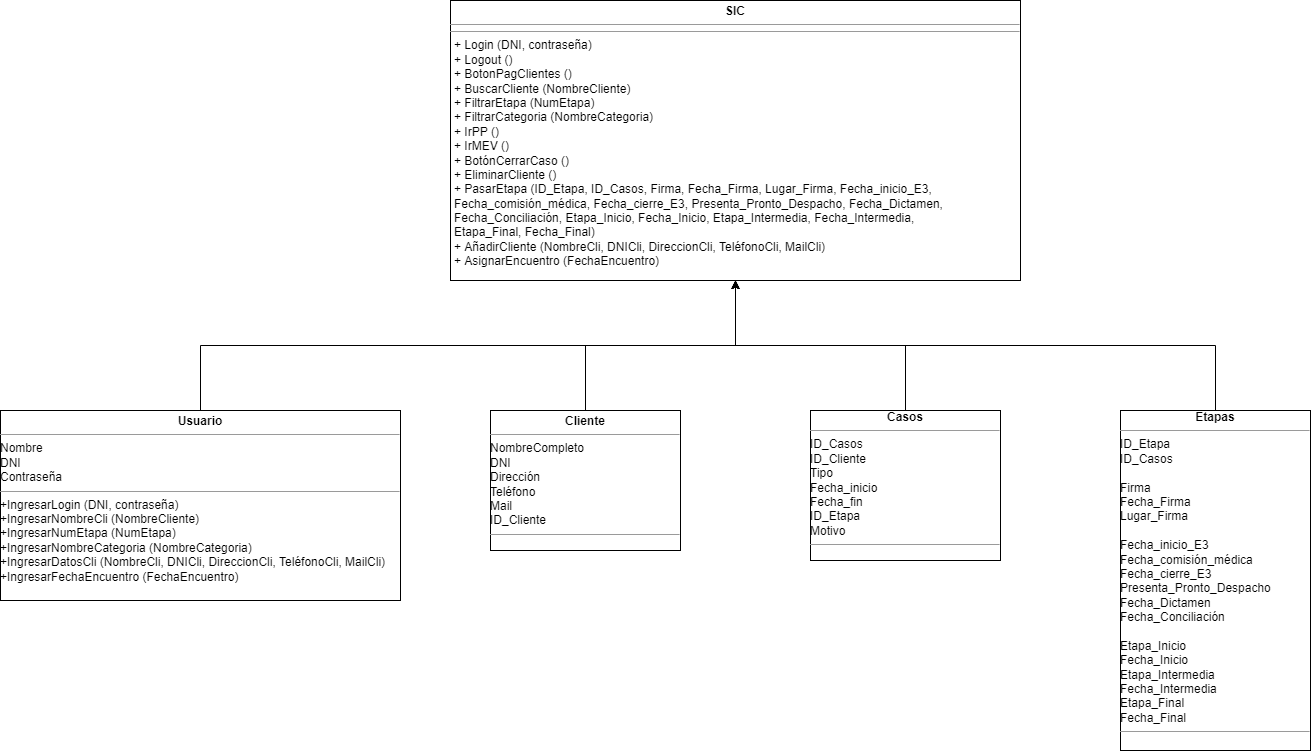 SIC
+ Login (DNI, contraseña)
+ Logout ()
+ BotonPagClientes ()
+ BuscarCliente (NombreCliente)
+ FiltrarEtapa (NumEtapa)
+ FiltrarCategoria (NombreCategoria)
+ IrPP ()
+ IrMEV ()
+ BotónCerrarCaso ()
+ EliminarCliente ()
+ PasarEtapa (ID_Etapa, ID_Casos, Firma, Fecha_Firma, Lugar_Firma, Fecha_inicio_E3,
Fecha_comisión_médica, Fecha_cierre_E3, Presenta_Pronto_Despacho, Fecha_Dictamen,
Fecha_Conciliación, Etapa_Inicio, Fecha_Inicio, Etapa_Intermedia, Fecha_Intermedia,
Etapa_Final, Fecha_Final)
+ AñadirCliente (NombreCli, DNICli, DireccionCli, TeléfonoCli, MailCli)
+ AsignarEncuentro (FechaEncuentro)
Usuario
Nombre
DNI
Contraseña
+IngresarLogin (DNI, contraseña)
+IngresarNombreCli (NombreCliente)
+IngresarNumEtapa (NumEtapa)
+IngresarNombreCategoria (NombreCategoria)
+IngresarDatosCli (NombreCli, DNICli, DireccionCli, TeléfonoCli, MailCli)
+IngresarFechaEncuentro (FechaEncuentro)
Cliente
NombreCompleto
DNI
Dirección
Teléfono
Mail
ID_Cliente
Casos
ID_Casos
ID_Cliente
Tipo
Fecha_inicio
Fecha_fin
ID_Etapa
Motivo
Etapas
ID_Etapa
ID_Casos
Firma
Fecha_Firma
Lugar_Firma
Fecha_inicio_E3
Fecha_comisión_médica
Fecha_cierre_E3
Presenta_Pronto_Despacho
Fecha_Dictamen
Fecha_Conciliación
Etapa_Inicio
Fecha_Inicio
Etapa_Intermedia
Fecha_Intermedia
Etapa_Final
Fecha_Final